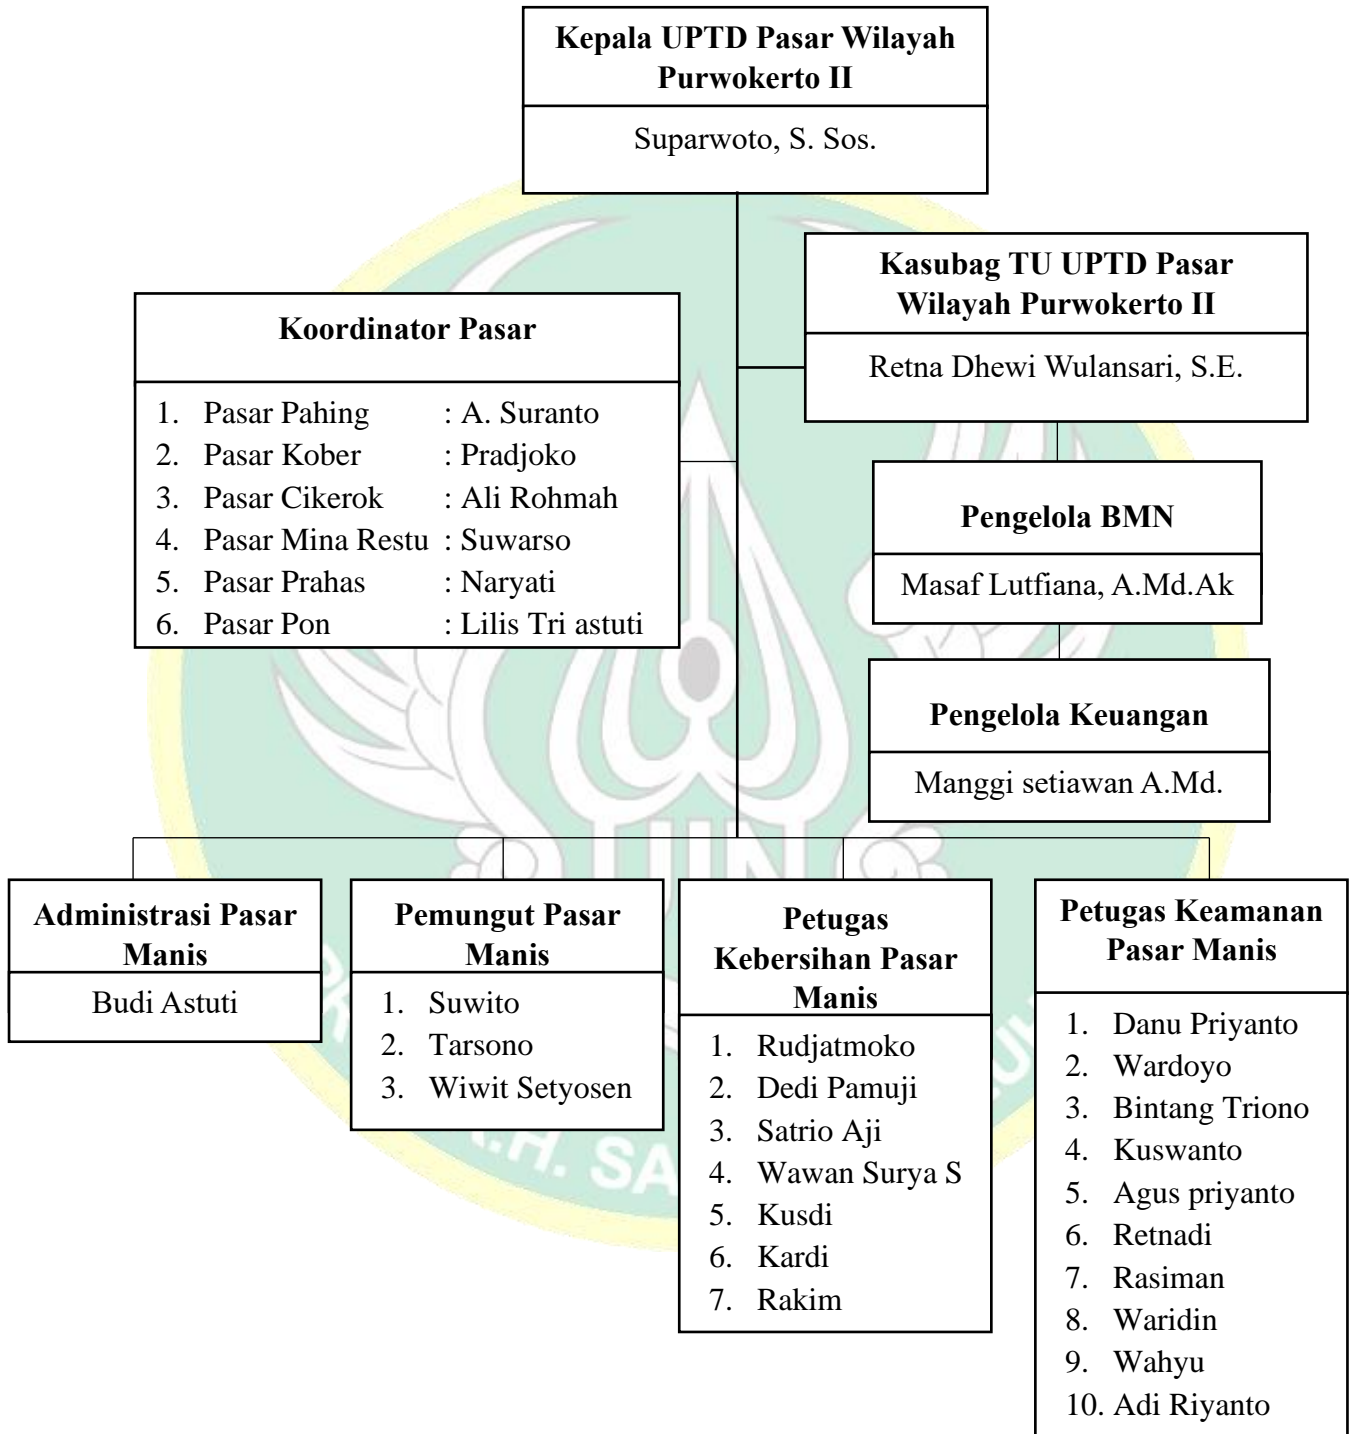 Kepala UPTD Pasar Wilayah
Purwokerto II
Suparwoto, S. Sos.
Kasubag TU UPTD Pasar
Wilayah Purwokerto II
Retna Dhewi Wulansari, S.E.
Koordinator Pasar
1. Pasar Pahing : A. Suranto
2. Pasar Kober : Pradjoko
3. Pasar Cikerok : Ali Rohmah
4. Pasar Mina Restu : Suwarso
5. Pasar Prahas : Naryati
6. Pasar Pon : Lilis Tri astuti
Pengelola BMN
Masaf Lutfiana, A.Md.Ak
Pengelola Keuangan
Manggi setiawan A.Md.
Administrasi Pasar
Manis
Budi Astuti
Pemungut Pasar
Manis
1. Suwito
2. Tarsono
3. Wiwit Setyosen
Petugas
Kebersihan Pasar
Manis
1. Rudjatmoko
2. Dedi Pamuji
3. Satrio Aji
4. Wawan Surya S
5. Kusdi
6. Kardi
7. Rakim
Petugas Keamanan
Pasar Manis
1. Danu Priyanto
2. Wardoyo
3. Bintang Triono
4. Kuswanto
5. Agus priyanto
6. Retnadi
7. Rasiman
8. Waridin
9. Wahyu
10. Adi Riyanto
UIN